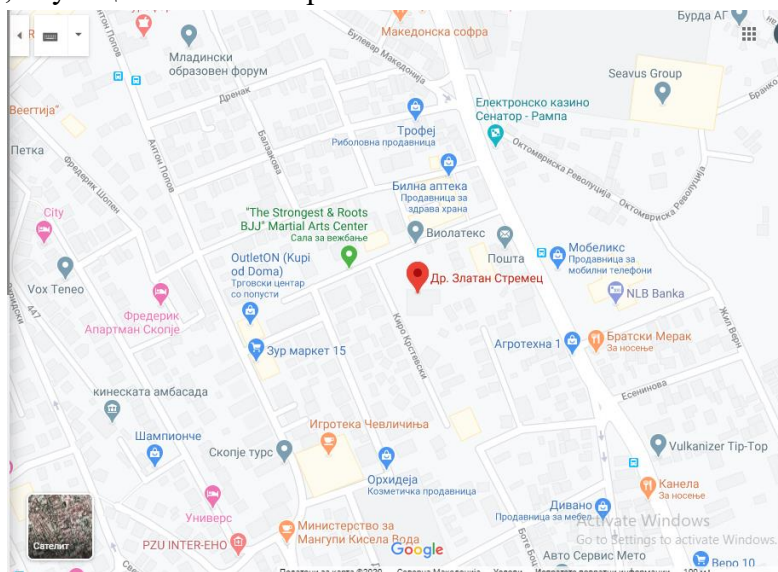 Македонска софра
Бурда АГ
Младински
образовен форум
Булевар Македонија
Seavus Group
Дренак
Антон Попов
Трофеј
Риболовна продавница
Електронско казино
Сенатор - Рампа
Балзакова
Октомвриска Револуција
Октомвриска Револуција
Петка
Фредерик Шопен
Антон Попов
Билна аптека
Продавница за
здрава храна
City
"The Strongest & Roots
BJJ" Martial Arts Center
Сала за вежбање
Виолатекс
Пошта
Мобеликс
Продавница за
мобилни телефони
OutletON (Kupi
od Doma)
Трговски центар
со попусти
Vox Teneo
Др. Златан Стремец
NLB Banka
447
Фредерик
Апартман Скопје
Киро Крстевски
Жил Верн
Зур маркет 15
Агротехна 1
Братски Мерак
За носење
кинеската амбасада
Есенинова
Игротека Чевличиња
Шампионче
Скопје турс
Vulkanizer Tip-Top
Орхидеја
Козметичка продавница
Канела
За носење
Универс
Дивано
Продавница за мебел
Сателит
PZU INTER-ЕНО
Министерство за
Мангупи Кисела Вода
Activate Windows
Go to Settings to activate Windows.
Google
Авто Сервис Мето
Веро 10